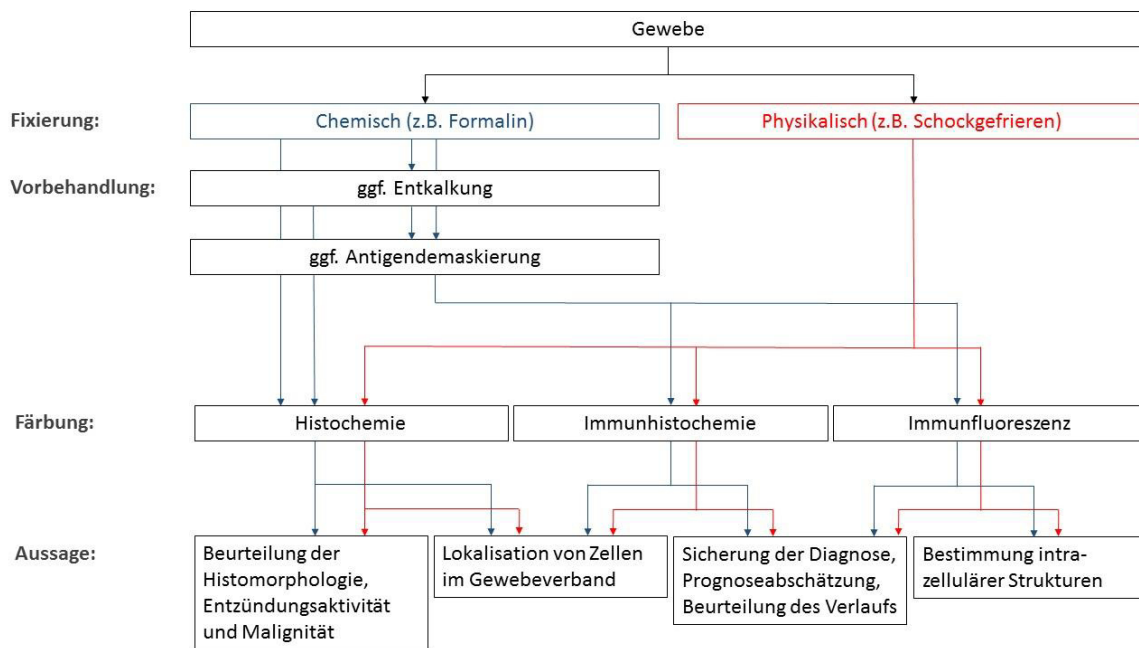 Gewebe
Fixierung:
Chemisch (z.B. Formalin)
Physikalisch (z.B. Schockgefrieren)
Vorbehandlung:
ggf. Entkalkung
ggf. Antigendemaskierung
Färbung:
Histochemie
Immunhistochemie
Immunfluoreszenz
Aussage:
Beurteilung der
Histomorphologie,
Entzündungsaktivität
und Malignität
Lokalisation von Zellen
im Gewebeverband
Sicherung der Diagnose,
Prognoseabschätzung,
Beurteilung des Verlaufs
Bestimmung intra-
zellulärer Strukturen